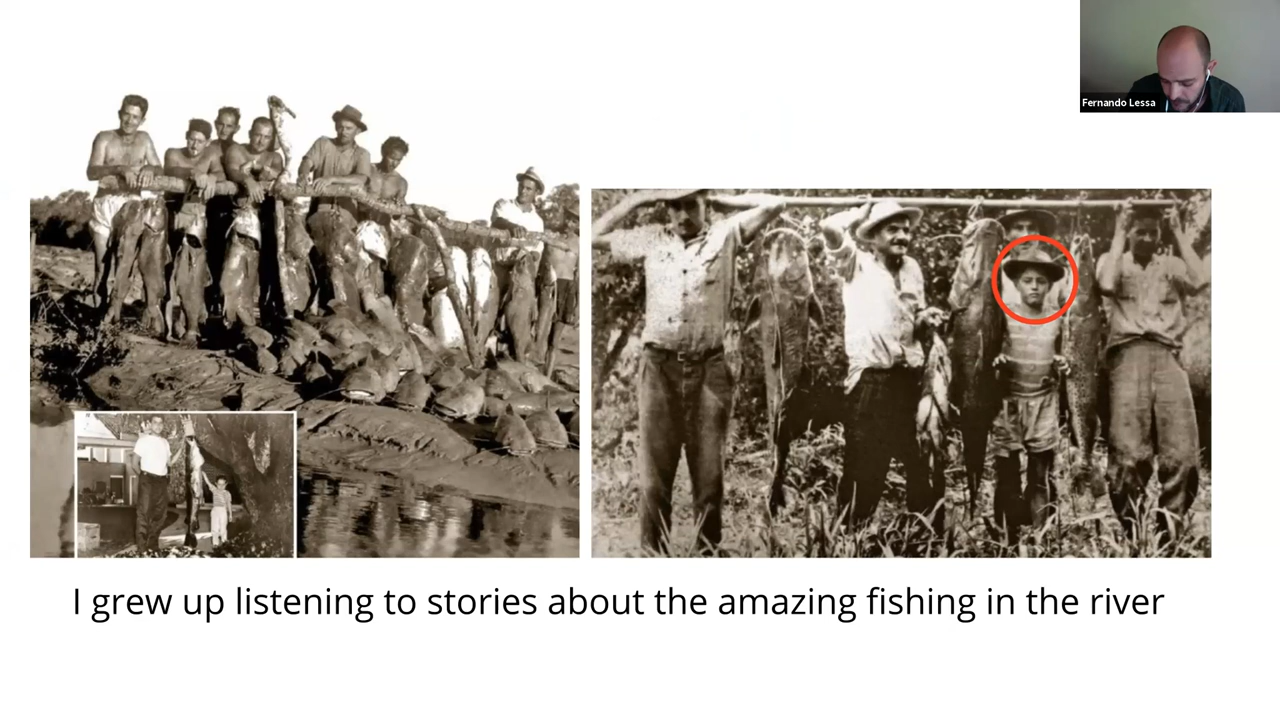 Fernando Lessa
I grew up listening to stories about the amazing fishing in the river